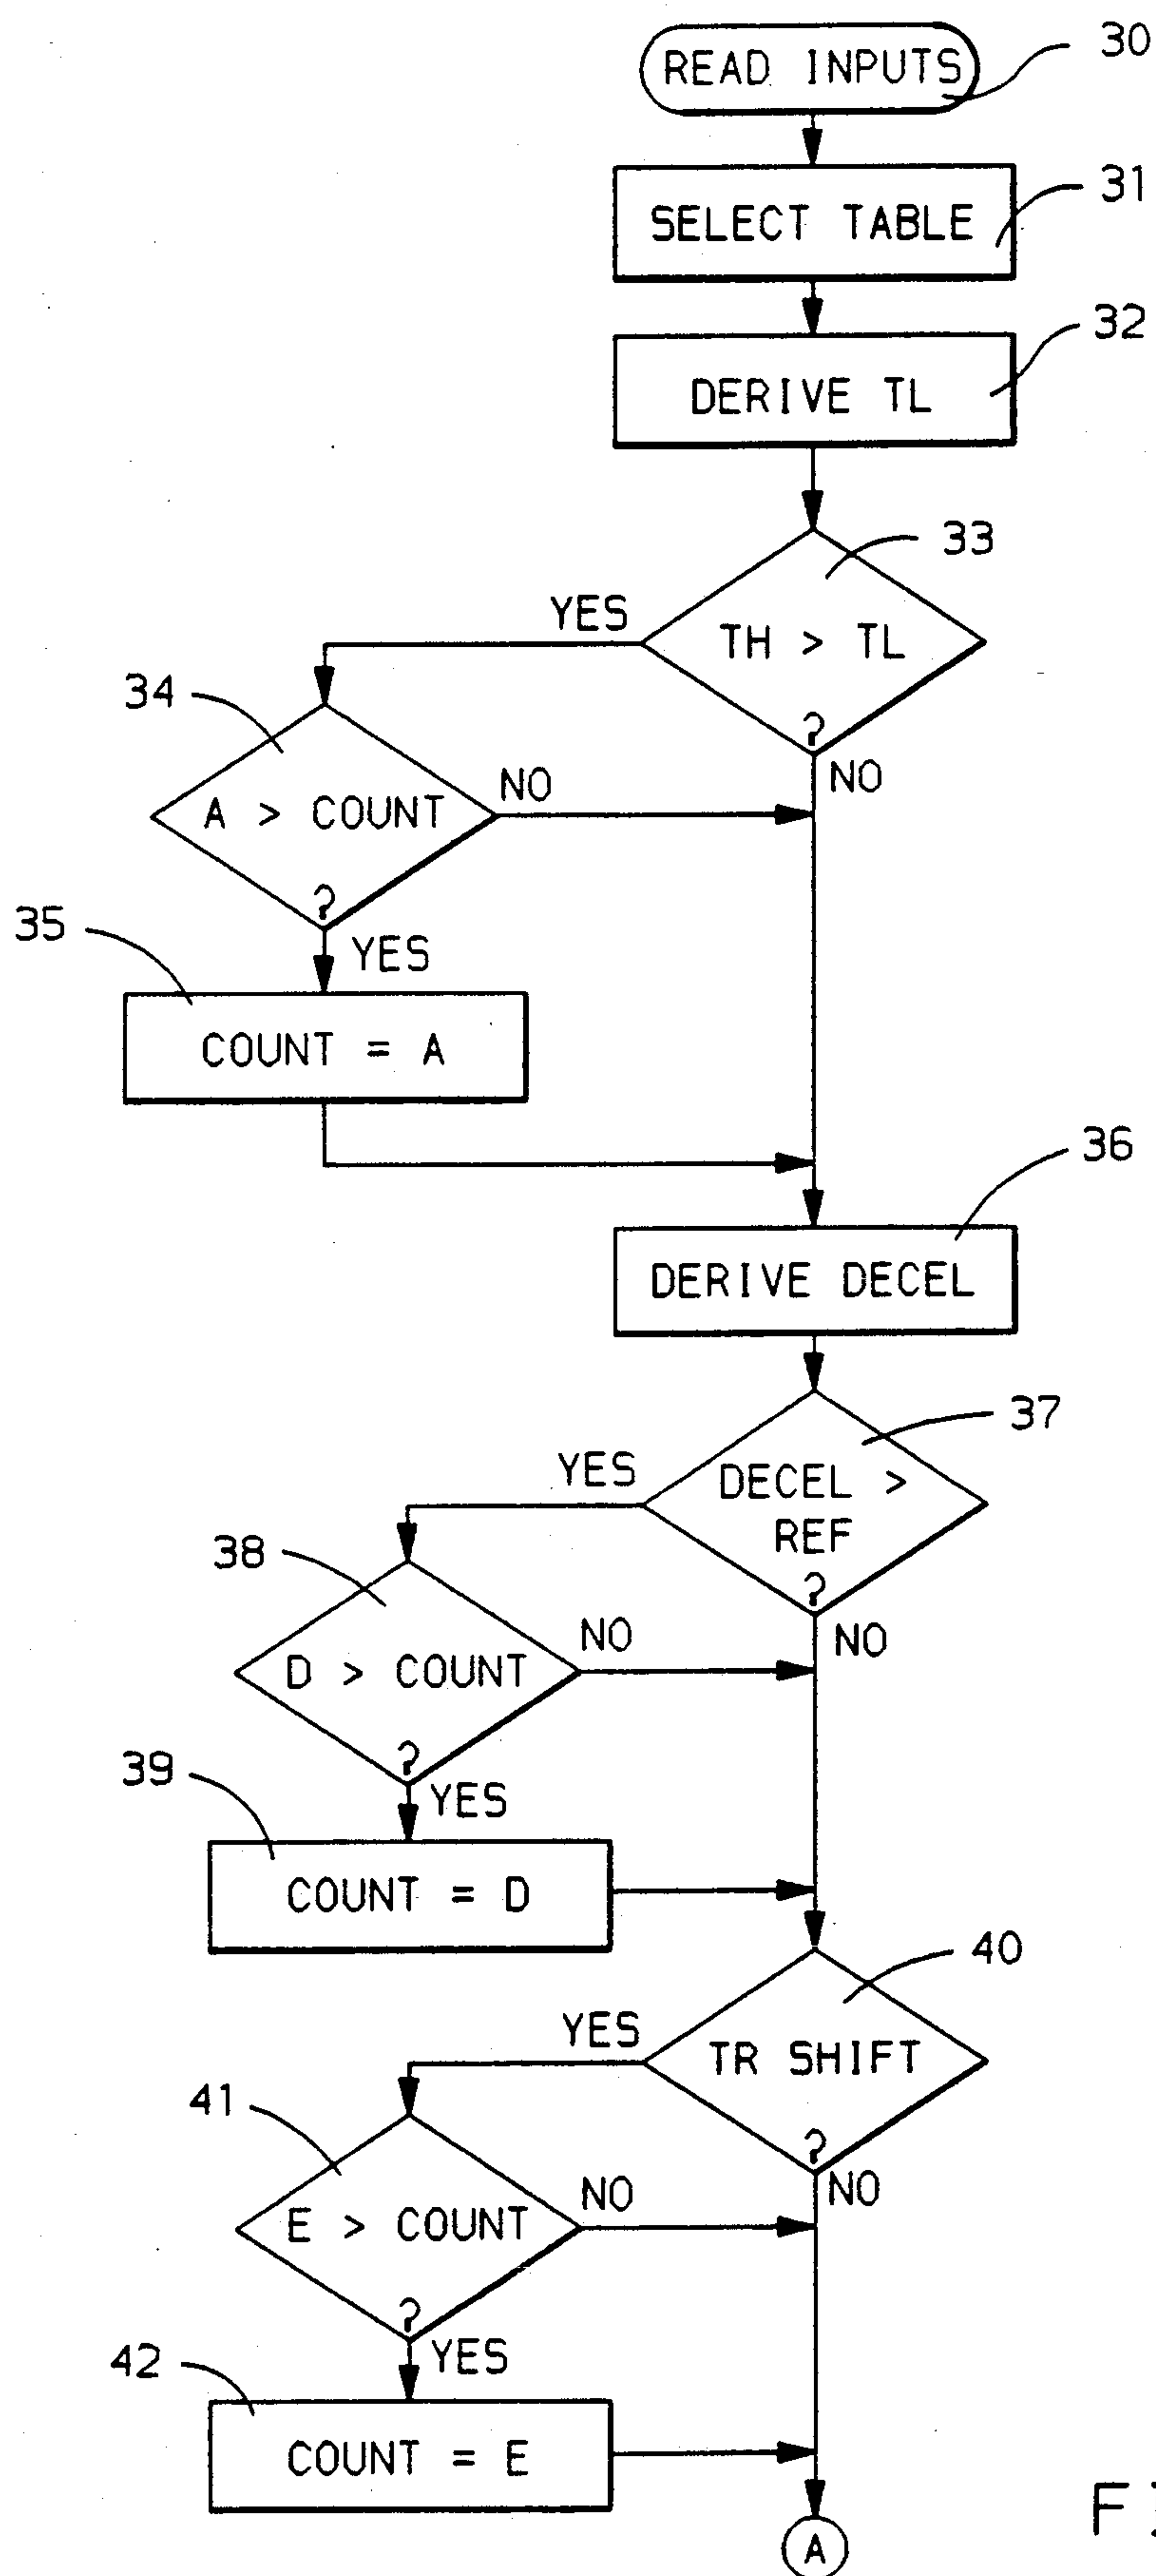 READ INPUTS
30
SELECT TABLE
31
DERIVE TL
32
33
TH > TL
?
YES
NO
34
A > COUNT
?
NO
YES
35
COUNT = A
36
DERIVE DECEL
37
DECEL >
REF
?
YES
NO
38
D > COUNT
?
NO
YES
39
COUNT = D
40
TR SHIFT
?
YES
NO
41
E > COUNT
?
NO
YES
42
COUNT = E
A